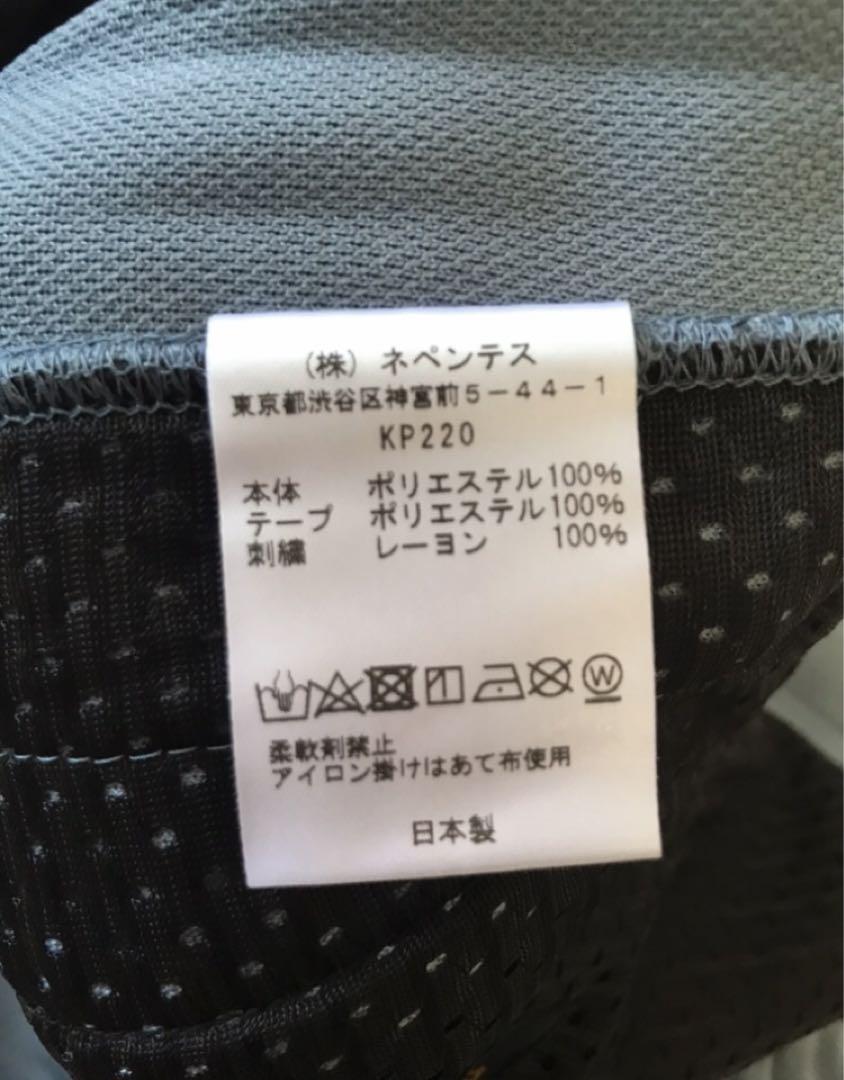 （株）ネペンテス
東京都渋谷区神宮前５－４４－１
KP220
本体 ポリエステル100%
テープ ポリエステル100%
刺繍 レーヨン 100%
W
柔軟剤禁止
アイロン掛けはあて布使用
日本製